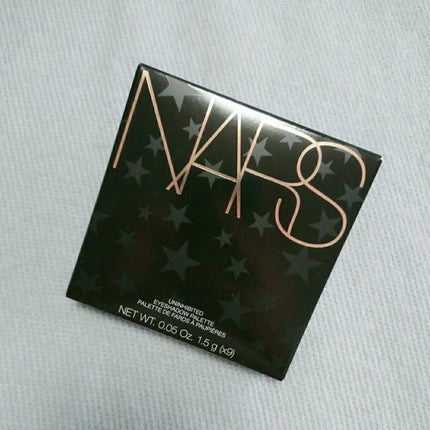 NARS
UNINHIBITED
EYESHADOW PALETTE
PALETTE DE FARDS À PAUPIÈRES
NET WT. 0.05 Oz. 1.5 g (x9)